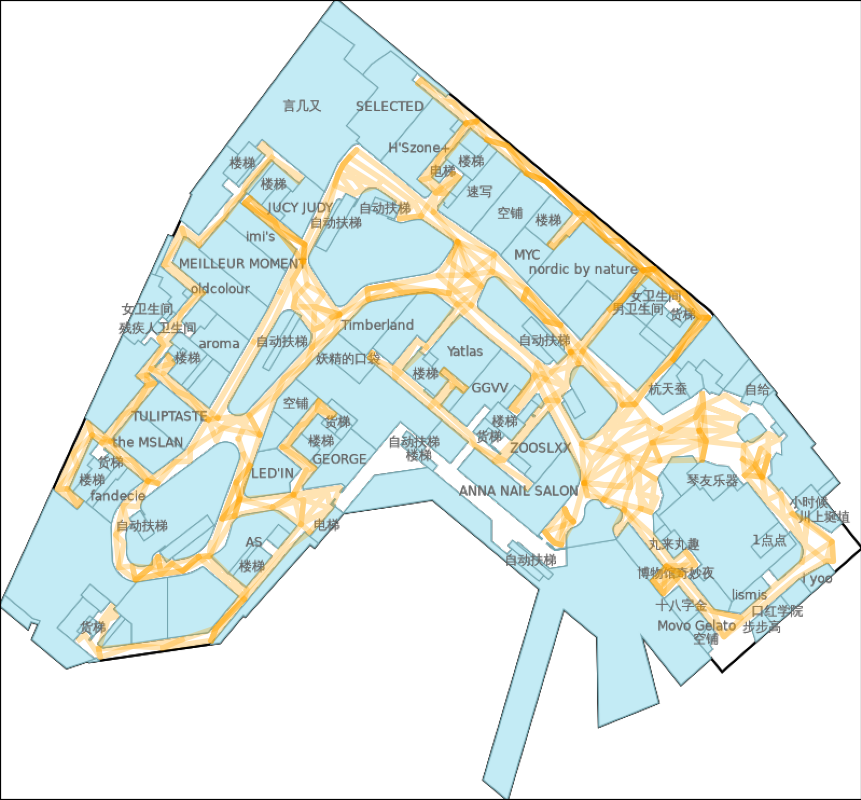 言几又
SELECTED
H'Szone+
楼梯
楼梯
电梯
楼梯
速写
JUCY JUDY
自动扶梯
自动扶梯
空铺
楼梯
imi's
MEILLEUR MOMENT
MYC
nordic by nature
oldcolour
女卫生间
残疾人卫生间
女卫生间
男卫生间
货梯
Timberland
aroma
自动扶梯
自动扶梯
妖精的口袋
Yatlas
楼梯
楼梯
GGVV
杭天蚕
自给
空铺
货梯
TULIPTASTE
the MSLAN
楼梯
楼梯
货梯
自动扶梯
楼梯
ZOOSLXX
GEORGE
货梯
LED'IN
楼梯
fandecie
ANNA NAIL SALON
琴友乐器
小时候
川上蜒埴
自动扶梯
电梯
AS
楼梯
自动扶梯
丸来丸趣
1点点
博物馆奇妙夜
I yoo
lismis
十八字金
口红学院
货梯
Movo Gelato
步步高
空铺